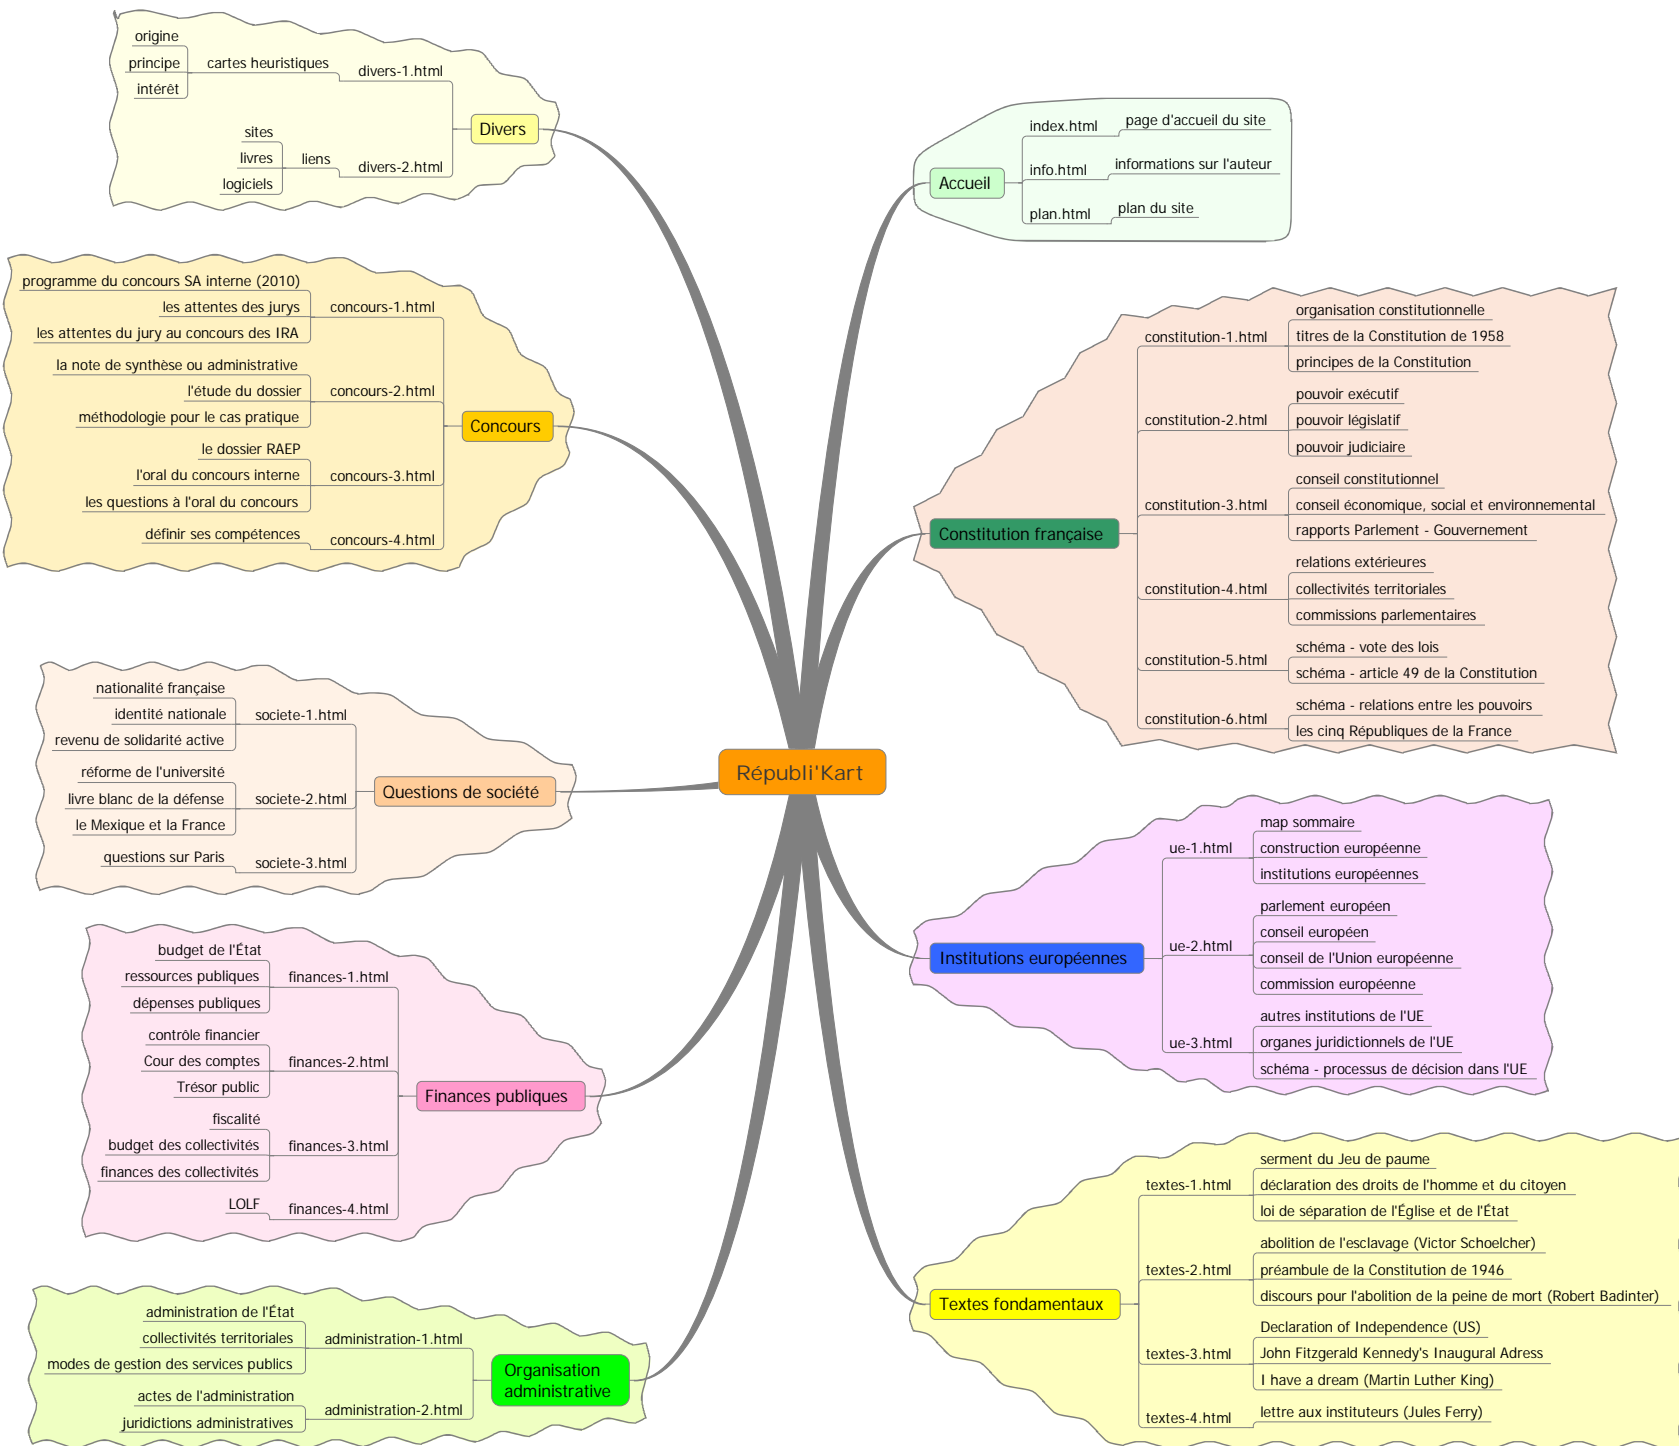 Républi'Kart
Accueil
index.html
page d'accueil du site
info.html
informations sur l'auteur
plan.html
plan du site
Constitution française
constitution-1.html
organisation constitutionnelle
titres de la Constitution de 1958
principes de la Constitution
constitution-2.html
pouvoir exécutif
pouvoir législatif
pouvoir judiciaire
constitution-3.html
conseil constitutionnel
conseil économique, social et environnemental
rapports Parlement - Gouvernement
constitution-4.html
relations extérieures
collectivités territoriales
commissions parlementaires
constitution-5.html
schéma - vote des lois
schéma - article 49 de la Constitution
constitution-6.html
schéma - relations entre les pouvoirs
les cinq Républiques de la France
Institutions européennes
ue-1.html
map sommaire
construction européenne
institutions européennes
ue-2.html
parlement européen
conseil européen
conseil de l'Union européenne
commission européenne
ue-3.html
autres institutions de l'UE
organes juridictionnels de l'UE
schéma - processus de décision dans l'UE
Textes fondamentaux
textes-1.html
serment du Jeu de paume
déclaration des droits de l'homme et du citoyen
loi de séparation de l'Église et de l'État
textes-2.html
abolition de l'esclavage (Victor Schoelcher)
préambule de la Constitution de 1946
discours pour l'abolition de la peine de mort (Robert Badinter)
textes-3.html
Declaration of Independence (US)
John Fitzgerald Kennedy's Inaugural Adress
I have a dream (Martin Luther King)
textes-4.html
lettre aux instituteurs (Jules Ferry)
Divers
divers-1.html
cartes heuristiques
origine
principe
intérêt
divers-2.html
liens
sites
livres
logiciels
Concours
concours-1.html
programme du concours SA interne (2010)
les attentes des jurys
les attentes du jury au concours des IRA
concours-2.html
la note de synthèse ou administrative
l'étude du dossier
méthodologie pour le cas pratique
concours-3.html
le dossier RAEP
l'oral du concours interne
les questions à l'oral du concours
concours-4.html
définir ses compétences
Questions de société
societe-1.html
nationalité française
identité nationale
revenu de solidarité active
societe-2.html
réforme de l'université
livre blanc de la défense
le Mexique et la France
societe-3.html
questions sur Paris
Finances publiques
finances-1.html
budget de l'État
ressources publiques
dépenses publiques
finances-2.html
contrôle financier
Cour des comptes
Trésor public
finances-3.html
fiscalité
budget des collectivités
finances des collectivités
finances-4.html
LOLF
Organisation
administrative
administration-1.html
administration de l'État
collectivités territoriales
modes de gestion des services publics
administration-2.html
actes de l'administration
juridictions administratives